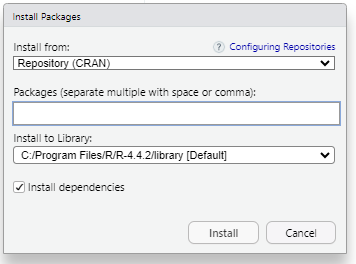 Install Packages
Install from:
? Configuring Repositories
Repository (CRAN)
Packages (separate multiple with space or comma):
Install to Library:
C:/Program Files/R/R-4.4.2/library [Default]
Install dependencies
Install Cancel